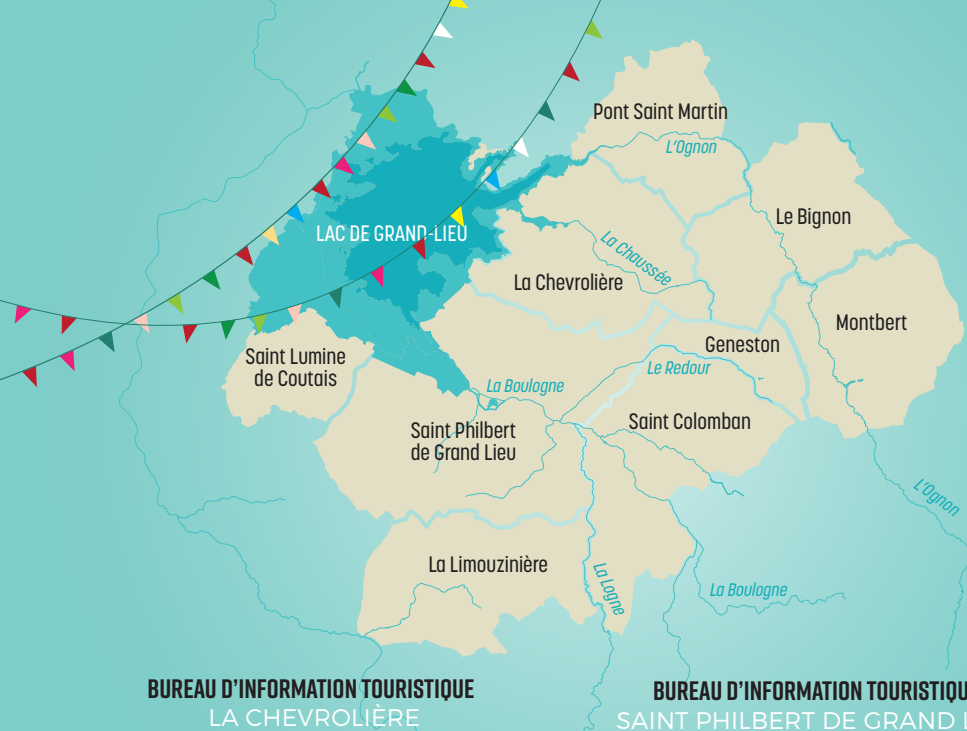 Pont Saint Martin
L'Ognon
Le Bignon
LAC DE GRAND-LIEU
La Chaussée
La Chevrolière
Montbert
Geneston
Saint Lumine
de Coutais
Le Redour
La Boulogne
Saint Philbert
de Grand Lieu
Saint Colomban
L'Ognon
La Limouzinière
La Logne
La Boulogne
BUREAU D'INFORMATION TOURISTIQUE
LA CHEVROLIÈRE
BUREAU D'INFORMATION TOURISTIQU
SAINT PHILBERT DE GRAND L